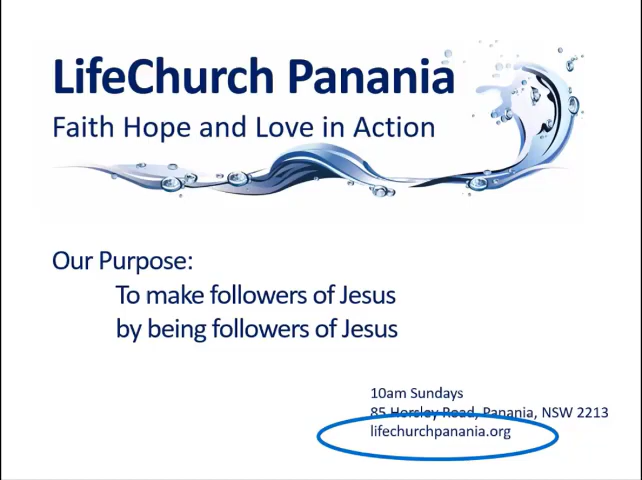 LifeChurch Panania
Faith Hope and Love in Action
Our Purpose:
To make followers of Jesus
by being followers of Jesus
10am Sundays
85 Horsley Road, Panania, NSW 2213
lifechurchpanania.org